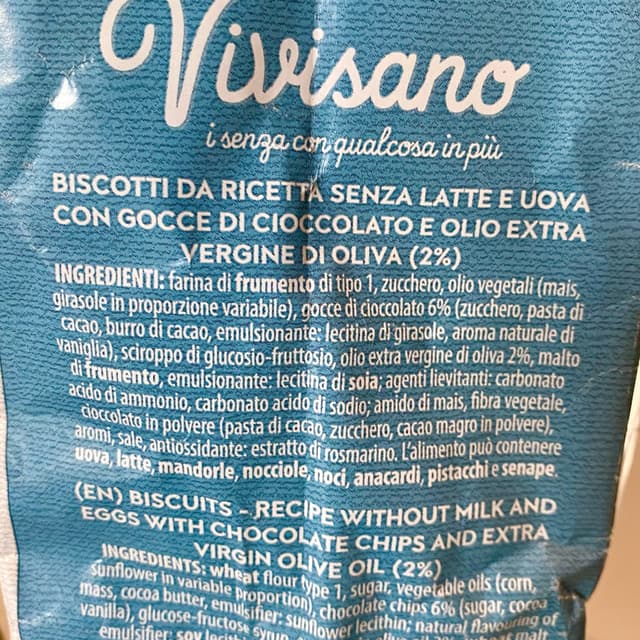 Vivisano
i senza con qualcosa in più
BISCOTTI DA RICETTA SENZA LATTE E UOVA
CON GOCCE DI CIOCCOLATO E OLIO EXTRA
VERGINE DI OLIVA (2%)
INGREDIENTI: farina di frumento di tipo 1, zucchero, olio vegetali (mais,
girasole in proporzione variabile), gocce di cioccolato 6% (zucchero, pasta di
cacao, burro di cacao, emulsionante: lecitina di girasole, aroma naturale di
vaniglia), sciroppo di glucosio-fruttosio, olio extra vergine di oliva 2%, malto
di frumento, emulsionante: lecitina di soia; agenti lievitanti: carbonato
acido di ammonio, carbonato acido di sodio; amido di mais, fibra vegetale,
cioccolato in polvere (pasta di cacao, zucchero, cacao magro in polvere),
aromi, sale, antiossidante: estratto di rosmarino. L'alimento può contenere
uova, latte, mandorle, nocciole, noci, anacardi, pistacchi e senape.
(EN) BISCUITS - RECIPE WITHOUT MILK AND
EGGS WITH CHOCOLATE CHIPS AND EXTRA
VIRGIN OLIVE OIL (2%)
INGREDIENTS: wheat flour type 1, sugar, vegetable oils (corn,
sunflower in variable proportion), chocolate chips 6% (sugar, cocoa
mass, cocoa butter, emulsifier: sunflower lecithin; natural flavouring of
vanilla), glucose-fructose syrup,
emulsifier: soy